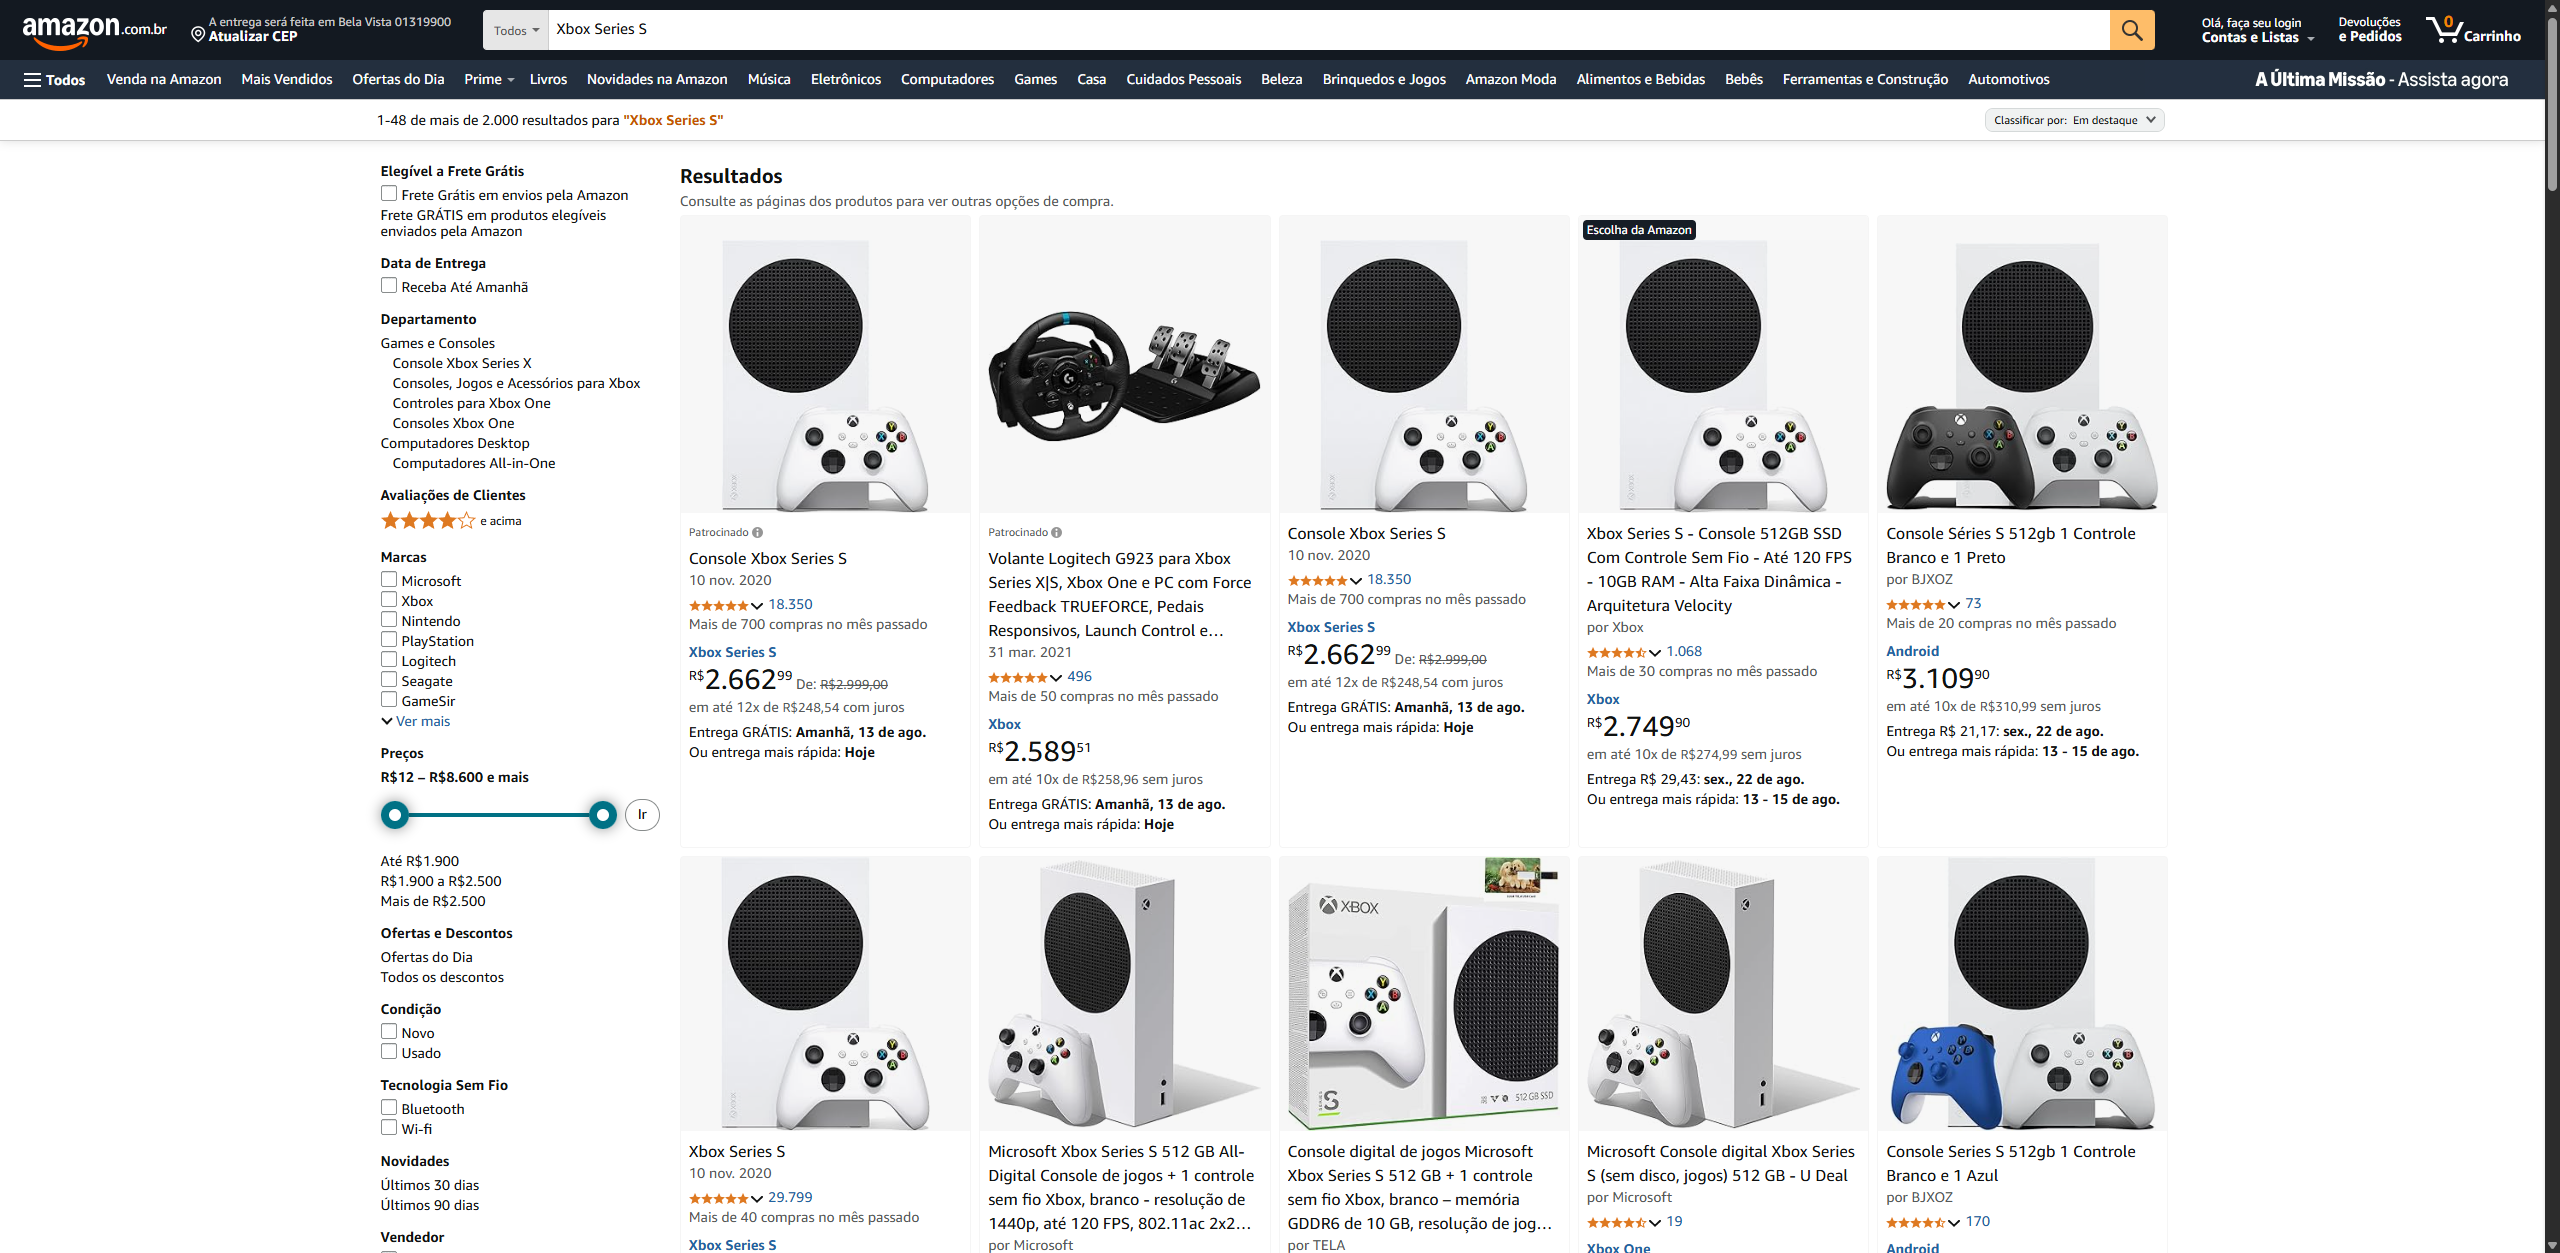 amazon.com.br
A entrega será feita em Bela Vista 01319900
Atualizar CEP
Todos
Xbox Series S
Olá, faça seu login
Contas e Listas
Devoluções
e Pedidos
0
Carrinho
Todos
Venda na Amazon
Mais Vendidos
Ofertas do Dia
Prime
Livros
Novidades na Amazon
Música
Eletrônicos
Computadores
Games
Casa
Cuidados Pessoais
Beleza
Brinquedos e Jogos
Amazon Moda
Alimentos e Bebidas
Bebês
Ferramentas e Construção
Automotivos
A Última Missão - Assista agora
1-48 de mais de 2.000 resultados para "Xbox Series S"
Classificar por: Em destaque
Elegível a Frete Grátis
Frete Grátis em envios pela Amazon
Frete GRÁTIS em produtos elegíveis
enviados pela Amazon
Data de Entrega
Receba Até Amanhã
Departamento
Games e Consoles
Console Xbox Series X
Consoles, Jogos e Acessórios para Xbox
Controles para Xbox One
Consoles Xbox One
Computadores Desktop
Computadores All-in-One
Avaliações de Clientes
e acima
Marcas
Microsoft
Xbox
Nintendo
PlayStation
Logitech
Seagate
GameSir
Ver mais
Preços
R$12 – R$8.600 e mais
Ir
Até R$1.900
R$1.900 a R$2.500
Mais de R$2.500
Ofertas e Descontos
Ofertas do Dia
Todos os descontos
Condição
Novo
Usado
Tecnologia Sem Fio
Bluetooth
Wi-fi
Novidades
Últimos 30 dias
Últimos 90 dias
Vendedor
Resultados
Consulte as páginas dos produtos para ver outras opções de compra.
Patrocinado
Console Xbox Series S
10 nov. 2020
18.350
Mais de 700 compras no mês passado
Xbox Series S
R$2.66299 De: R$2.999,00
em até 12x de R$248,54 com juros
Entrega GRÁTIS: Amanhã, 13 de ago.
Ou entrega mais rápida: Hoje
Patrocinado
Volante Logitech G923 para Xbox
Series X|S, Xbox One e PC com Force
Feedback TRUEFORCE, Pedais
Responsivos, Launch Control e…
31 mar. 2021
496
Mais de 50 compras no mês passado
Xbox
R$2.58951
em até 10x de R$258,96 sem juros
Entrega GRÁTIS: Amanhã, 13 de ago.
Ou entrega mais rápida: Hoje
Console Xbox Series S
10 nov. 2020
18.350
Mais de 700 compras no mês passado
Xbox Series S
R$2.66299 De: R$2.999,00
em até 12x de R$248,54 com juros
Entrega GRÁTIS: Amanhã, 13 de ago.
Ou entrega mais rápida: Hoje
Escolha da Amazon
Xbox Series S - Console 512GB SSD
Com Controle Sem Fio - Até 120 FPS
- 10GB RAM - Alta Faixa Dinâmica -
Arquitetura Velocity
por Xbox
1.068
Mais de 30 compras no mês passado
Xbox
R$2.74990
em até 10x de R$274,99 sem juros
Entrega R$ 29,43: sex., 22 de ago.
Ou entrega mais rápida: 13 - 15 de ago.
Console Séries S 512gb 1 Controle
Branco e 1 Preto
por BJXOZ
73
Mais de 20 compras no mês passado
Android
R$3.10990
em até 10x de R$310,99 sem juros
Entrega R$ 21,17: sex., 22 de ago.
Ou entrega mais rápida: 13 - 15 de ago.
Xbox Series S
10 nov. 2020
29.799
Mais de 40 compras no mês passado
Xbox Series S
Microsoft Xbox Series S 512 GB All-
Digital Console de jogos + 1 controle
sem fio Xbox, branco - resolução de
1440p, até 120 FPS, 802.11ac 2x2…
por Microsoft
XBOX
SERIES S
512 GB SSD
Console digital de jogos Microsoft
Xbox Series S 512 GB + 1 controle
sem fio Xbox, branco – memória
GDDR6 de 10 GB, resolução de jog…
por TELA
Microsoft Console digital Xbox Series
S (sem disco, jogos) 512 GB - U Deal
por Microsoft
19
Xbox One
Console Series S 512gb 1 Controle
Branco e 1 Azul
por BJXOZ
170
Android